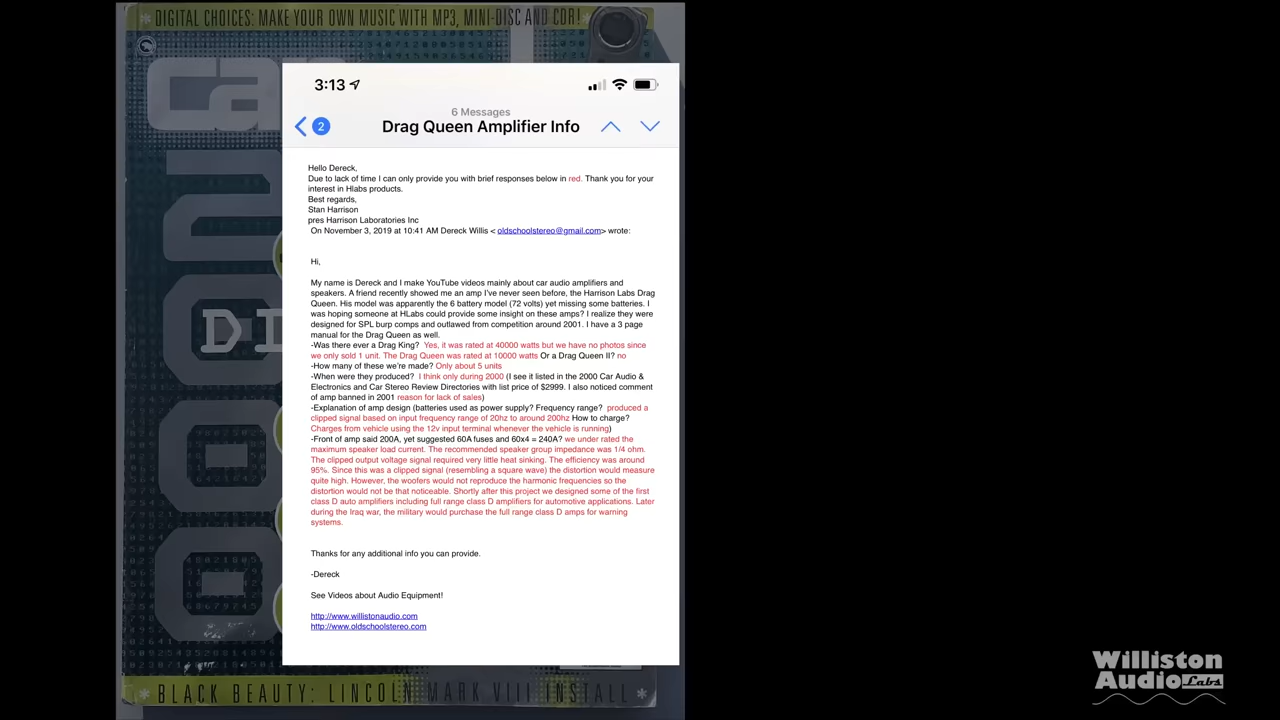 * DIGITAL CHOICES: MAKE YOUR OWN MUSIC WITH MP3, MINI-DISC AND CDR! *
3:13
6 Messages
2
Drag Queen Amplifier Info
Hello Dereck,
Due to lack of time I can only provide you with brief responses below in red. Thank you for your
interest in Hlabs products.
Best regards,
Stan Harrison
pres Harrison Laboratories Inc
On November 3, 2019 at 10:41 AM Dereck Willis < oldschoolstereo@gmail.com> wrote:
Hi,
My name is Dereck and I make YouTube videos mainly about car audio amplifiers and
speakers. A friend recently showed me an amp I've never seen before, the Harrison Labs Drag
Queen. His model was apparently the 6 battery model (72 volts) yet missing some batteries. I
was hoping someone at HLabs could provide some insight on these amps? I realize they were
designed for SPL burp comps and outlawed from competition around 2001. I have a 3 page
manual for the Drag Queen as well.
-Was there ever a Drag King? Yes, it was rated at 40000 watts but we have no photos since
we only sold 1 unit. The Drag Queen was rated at 10000 watts Or a Drag Queen II? no
-How many of these we're made? Only about 5 units
-When were they produced? I think only during 2000 (I see it listed in the 2000 Car Audio &
Electronics and Car Stereo Review Directories with list price of $2999. I also noticed comment
of amp banned in 2001 reason for lack of sales)
-Explanation of amp design (batteries used as power supply? Frequency range? produced a
clipped signal based on input frequency range of 20hz to around 200hz How to charge?
Charges from vehicle using the 12v input terminal whenever the vehicle is running)
-Front of amp said 200A, yet suggested 60A fuses and 60x4 = 240A? we under rated the
maximum speaker load current. The recommended speaker group impedance was 1/4 ohm.
The clipped output voltage signal required very little heat sinking. The efficiency was around
95%. Since this was a clipped signal (resembling a square wave) the distortion would measure
quite high. However, the woofers would not reproduce the harmonic frequencies so the
distortion would not be that noticeable. Shortly after this project we designed some of the first
class D auto amplifiers including full range class D amplifiers for automotive applications. Later
during the Iraq war, the military would purchase the full range class D amps for warning
systems.
Thanks for any additional info you can provide.
-Dereck
See Videos about Audio Equipment!
http://www.willistonaudio.com
http://www.oldschoolstereo.com
* BLACK BEAUTY: LINCOLN MARK VIII INSTALL *
Williston
Audio Labs